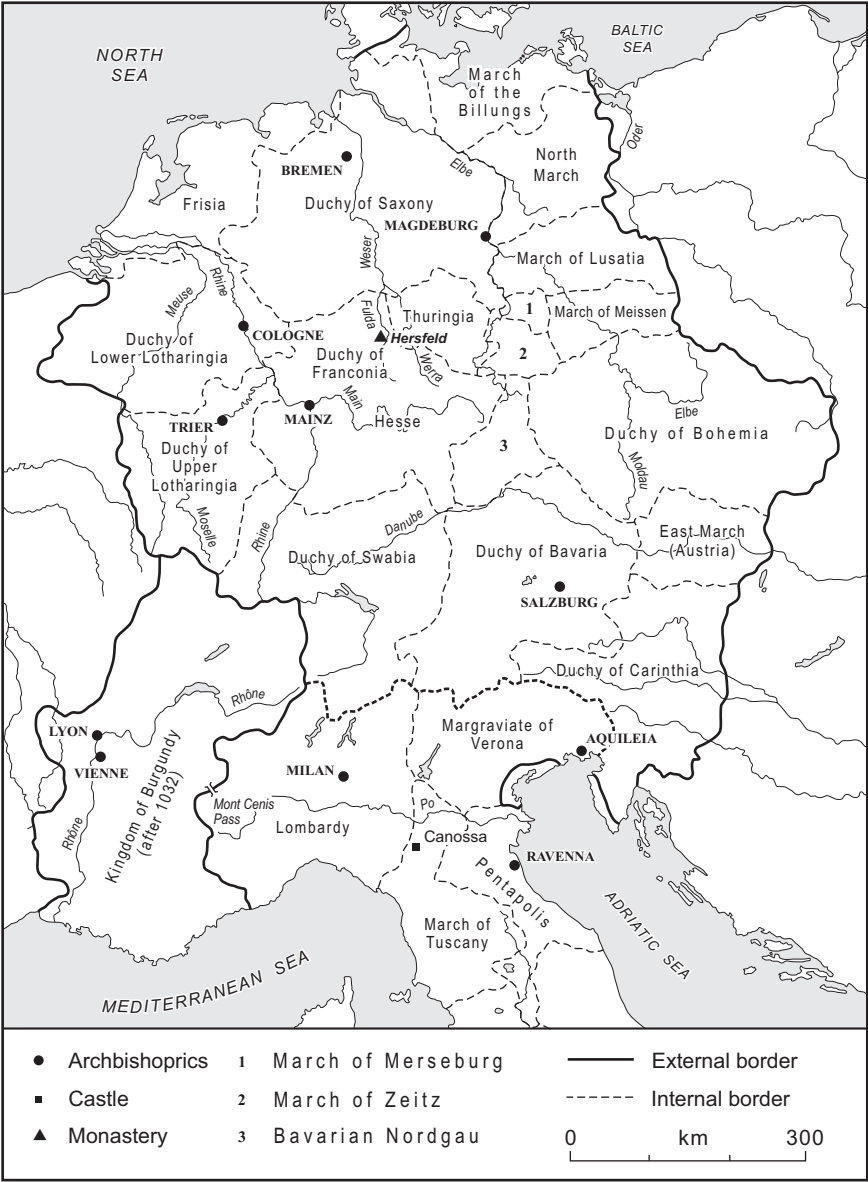 NORTH
SEA
BALTIC
SEA
March
of the
Billungs
Oder
North
March
Elbe
BREMEN
Frisia
Duchy of Saxony
MAGDEBURG
Weser
March of Lusatia
Rhine
Meuse
Fulda
Thuringia
1
March of Meissen
COLOGNE
Hersfeld
Duchy of
Lower Lotharingia
Duchy of
Franconia
Werra
2
Main
MAINZ
Hesse
Elbe
TRIER
Duchy of
Upper
Lotharingia
3
Duchy of Bohemia
Moldau
Moselle
Rhine
Danube
Duchy of Swabia
Duchy of Bavaria
East March
(Austria)
SALZBURG
Duchy of Carinthia
Rhône
LYON
VIENNE
Margraviate of
Verona
AQUILEIA
MILAN
Kingdom of Burgundy
(after 1032)
Mont Cenis
Pass
Po
Lombardy
Rhône
Canossa
RAVENNA
Pentapolis
March of
Tuscany
ADRIATIC SEA
MEDITERRANEAN SEA
Archbishoprics
1 March of Merseburg
External border
Castle
2 March of Zeitz
Internal border
Monastery
3 Bavarian Nordgau
0 km 300